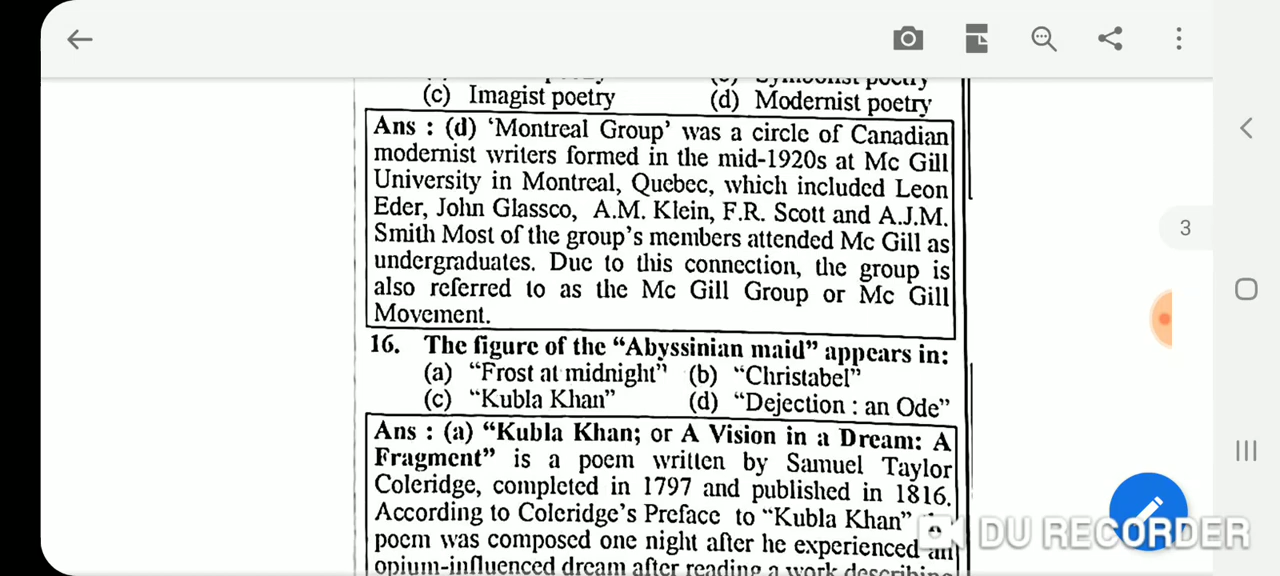 (c) Imagist poetry (d) Modernist poetry
Ans : (d) 'Montreal Group' was a circle of Canadian
modernist writers formed in the mid-1920s at Mc Gill
University in Montreal, Quebec, which included Leon
Eder, John Glassco, A.M. Klein, F.R. Scott and A.J.M.
Smith Most of the group's members attended Mc Gill as
undergraduates. Due to this connection, the group is
also referred to as the Mc Gill Group or Mc Gill
Movement.
3
16. The figure of the "Abyssinian maid" appears in:
(a) "Frost at midnight" (b) "Christabel"
(c) "Kubla Khan" (d) "Dejection : an Ode"
Ans : (a) "Kubla Khan; or A Vision in a Dream: A
Fragment" is a poem written by Samuel Taylor
Coleridge, completed in 1797 and published in 1816.
According to Coleridge's Preface to "Kubla Khan"
poem was composed one night after he experienced an
opium-influenced dream after reading a work describing
DU RECORDER